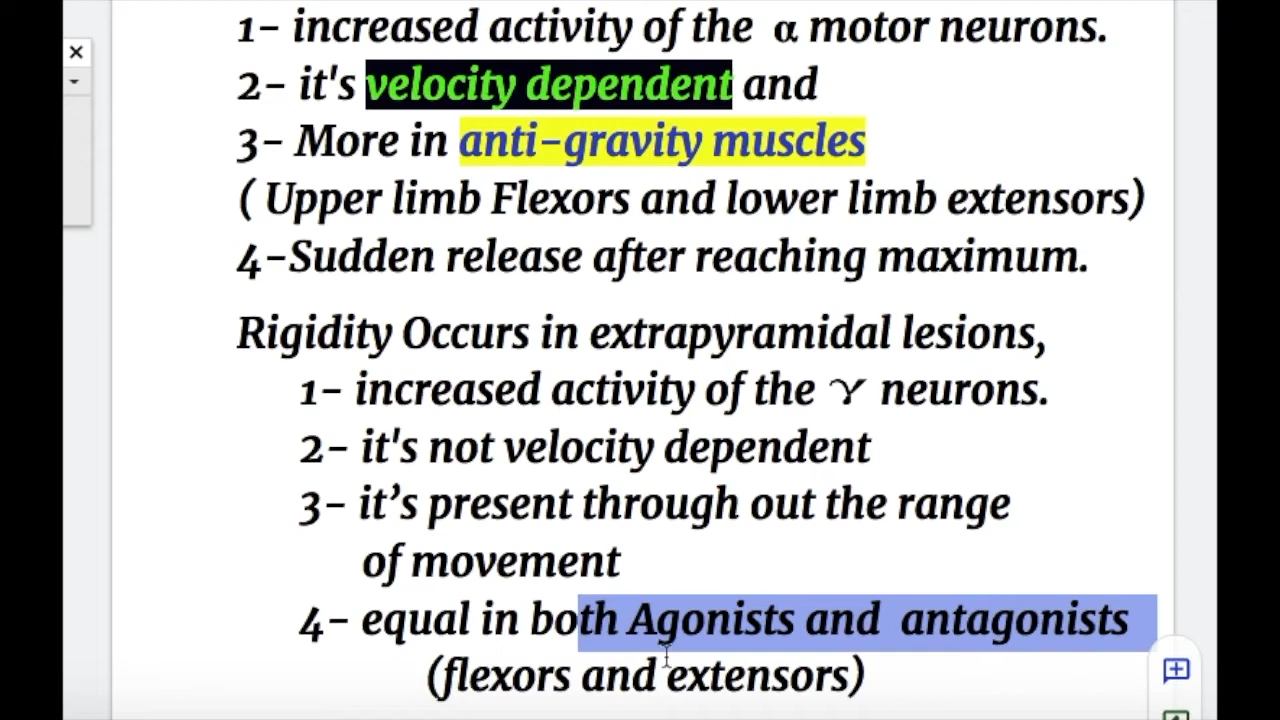 1- increased activity of the α motor neurons.
2- it's velocity dependent and
3- More in anti-gravity muscles
( Upper limb Flexors and lower limb extensors)
4-Sudden release after reaching maximum.
Rigidity Occurs in extrapyramidal lesions,
1- increased activity of the ϒ neurons.
2- it's not velocity dependent
3- it’s present through out the range
of movement
4- equal in both Agonists and antagonists
(flexors and extensors)